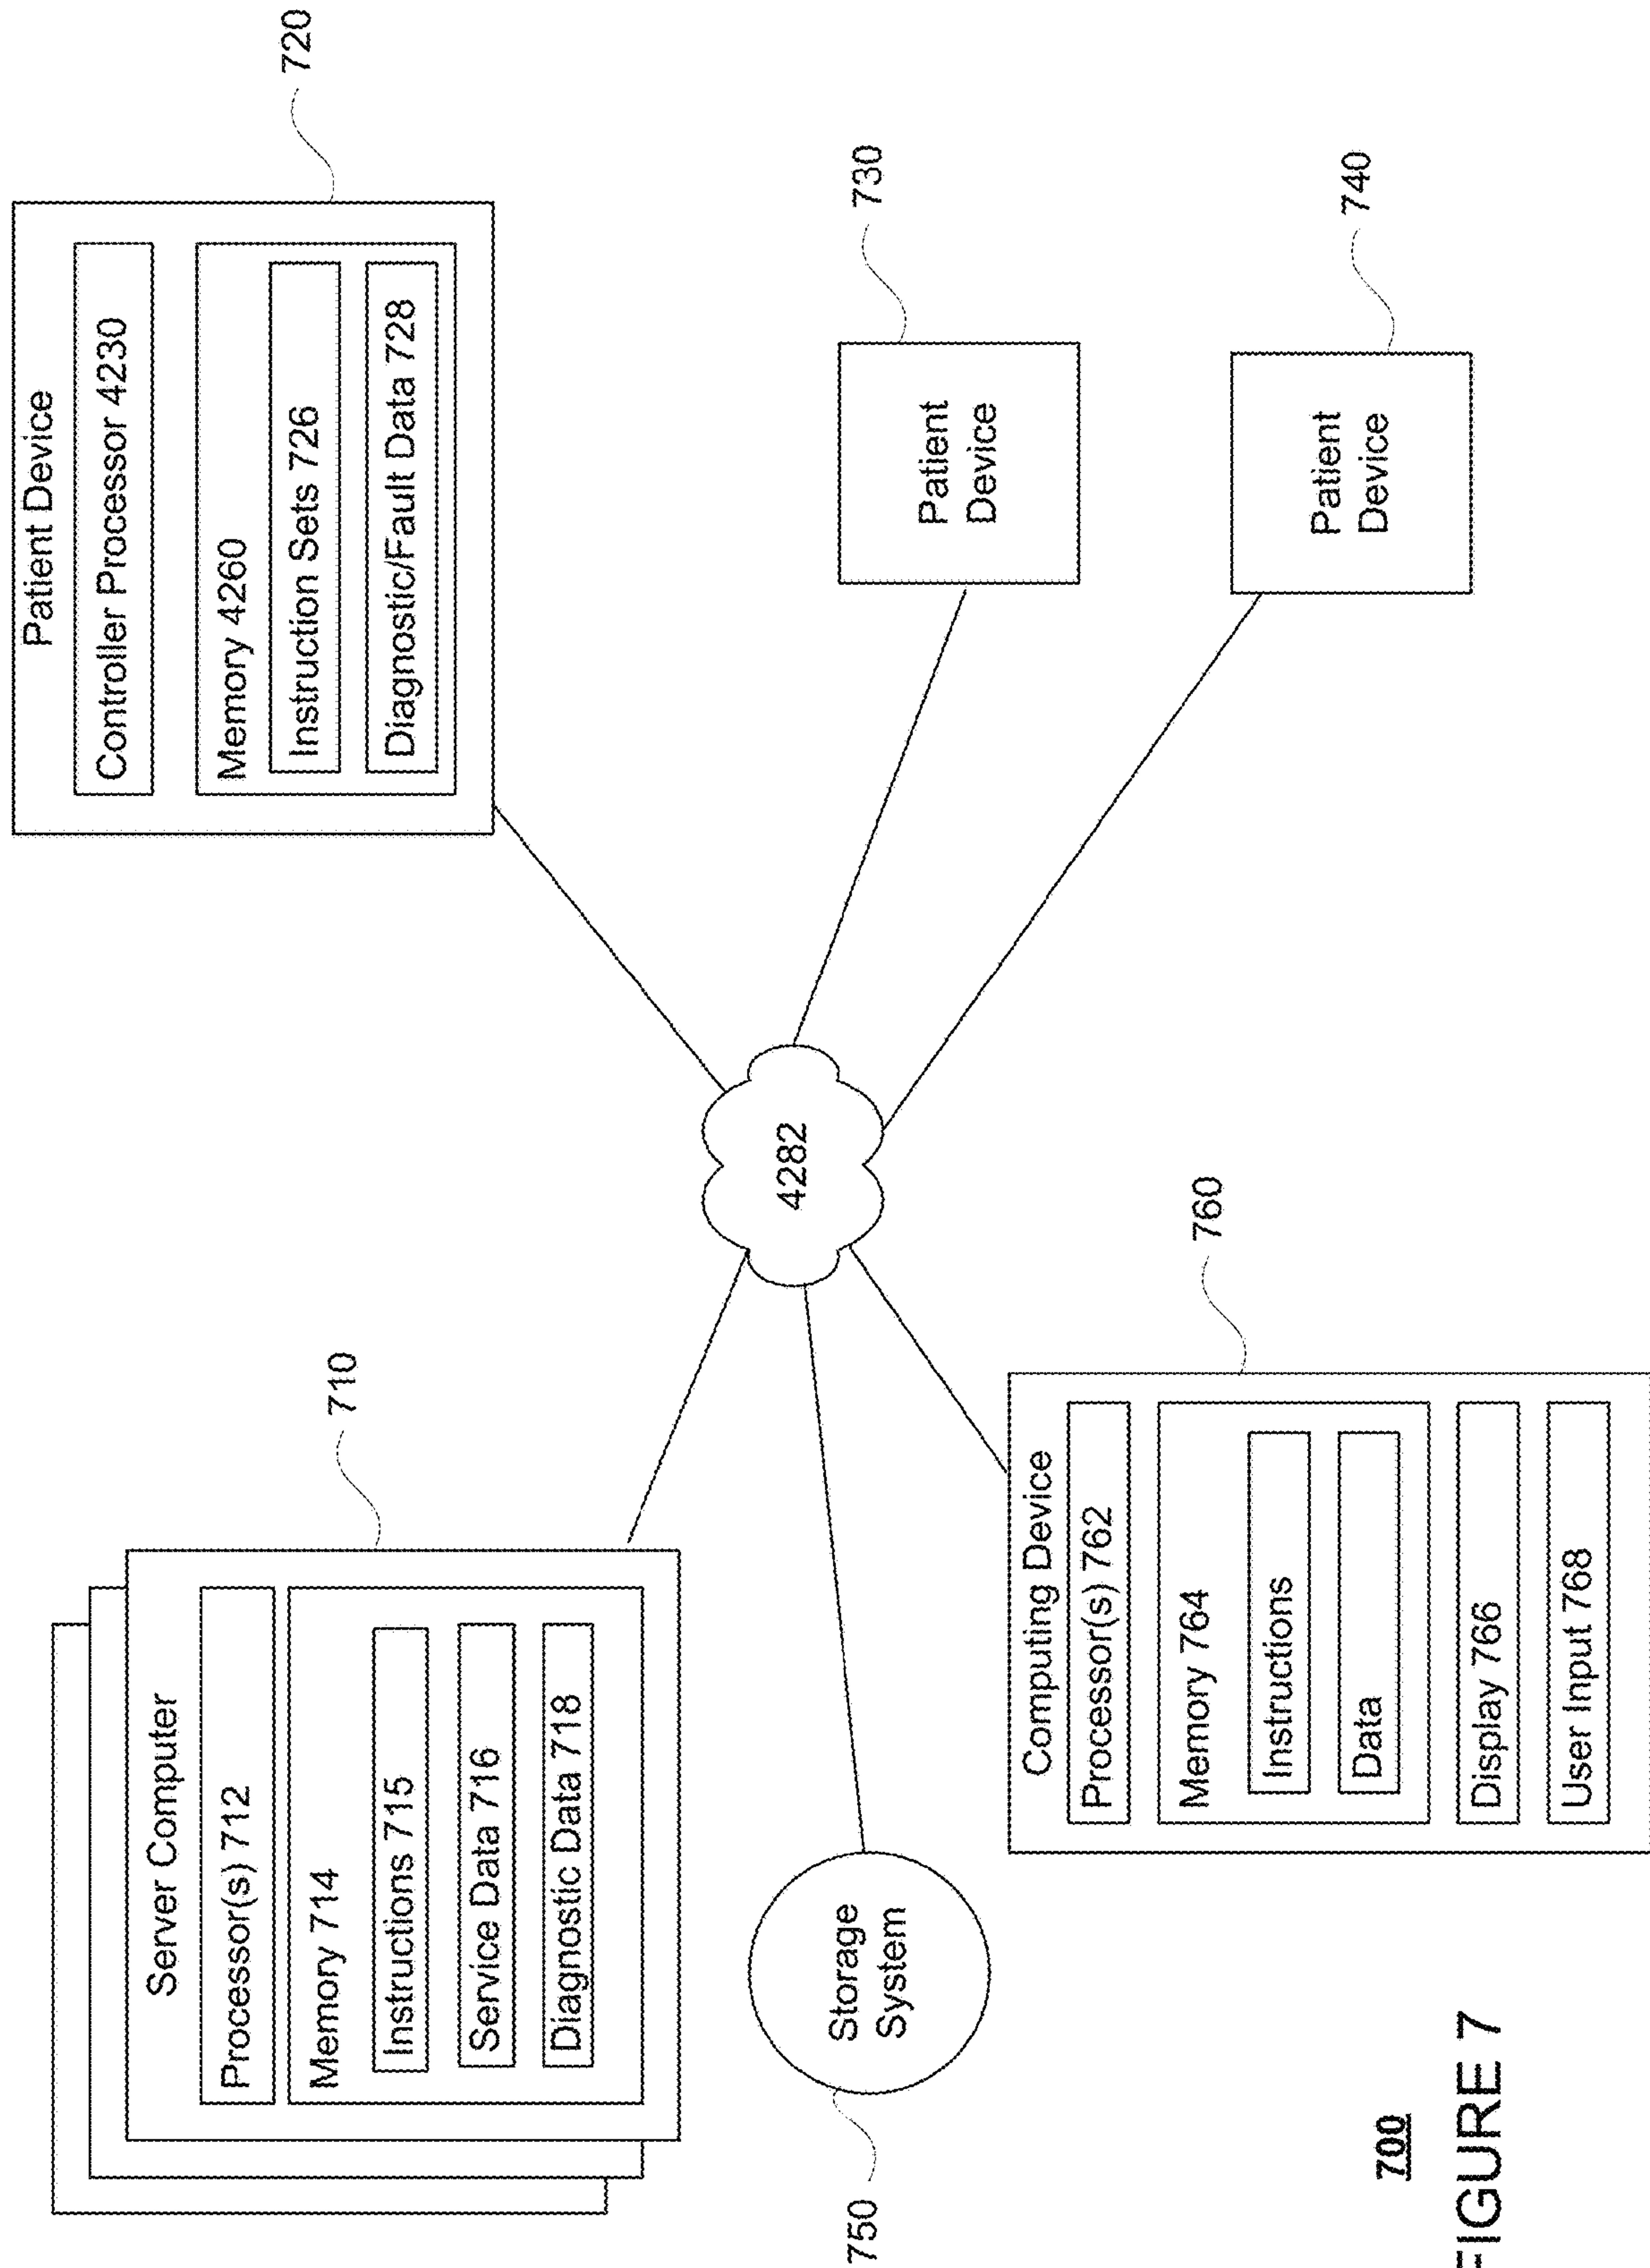 Server Computer
Processor(s) 712
Memory 714
Instructions 715
Service Data 716
Diagnostic Data 718
710
Patient Device
Controller Processor 4230
Memory 4260
Instruction Sets 726
Diagnostic/Fault Data 728
720
4282
Patient
Device
730
Patient
Device
740
Storage
System
750
Computing Device
Processor(s) 762
Memory 764
Instructions
Data
Display 766
User Input 768
760
700
FIGURE 7